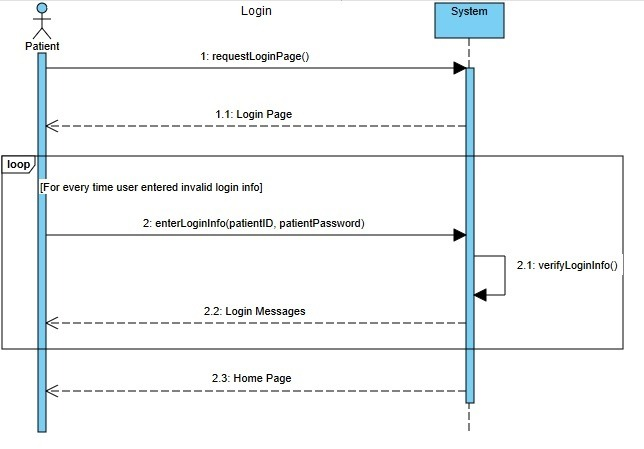 Login
System
Patient
1: requestLoginPage()
1.1: Login Page
loop
[For every time user entered invalid login info]
2: enterLoginInfo(patientID, patientPassword)
2.1: verifyLoginInfo()
2.2: Login Messages
2.3: Home Page